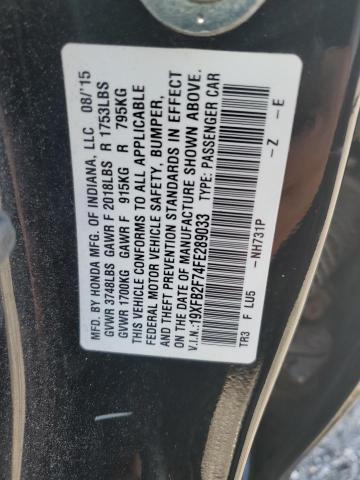 MFD. BY HONDA MFG. OF INDIANA, LLC 08/'15
GVWR 3748LBS GAWR F 2018LBS R 1753LBS
GVWR 1700KG GAWR F 915KG R 795KG
THIS VEHICLE CONFORMS TO ALL APPLICABLE
FEDERAL MOTOR VEHICLE SAFETY, BUMPER,
AND THEFT PREVENTION STANDARDS IN EFFECT
ON THE DATE OF MANUFACTURE SHOWN ABOVE.
V.I.N.:19XFB2F74FE289033 TYPE: PASSENGER CAR
-NH731P -Z -E
TR3 F LU5